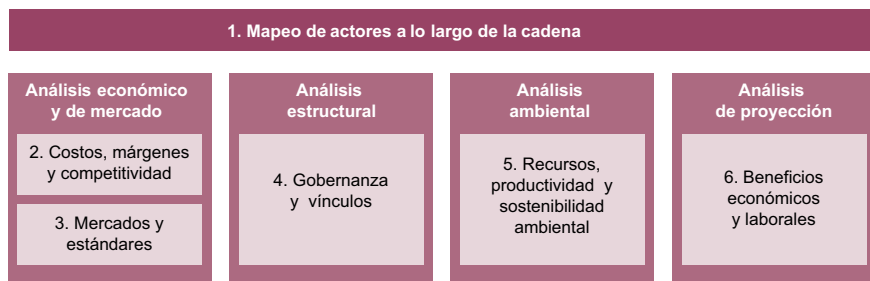 1. Mapeo de actores a lo largo de la cadena
Análisis económico
y de mercado
2. Costos, márgenes
y competitividad
3. Mercados y
estándares
Análisis
estructural
4. Gobernanza
y vínculos
Análisis
ambiental
5. Recursos,
productividad y
sostenibilidad
ambiental
Análisis
de proyección
6. Beneficios
económicos
y laborales